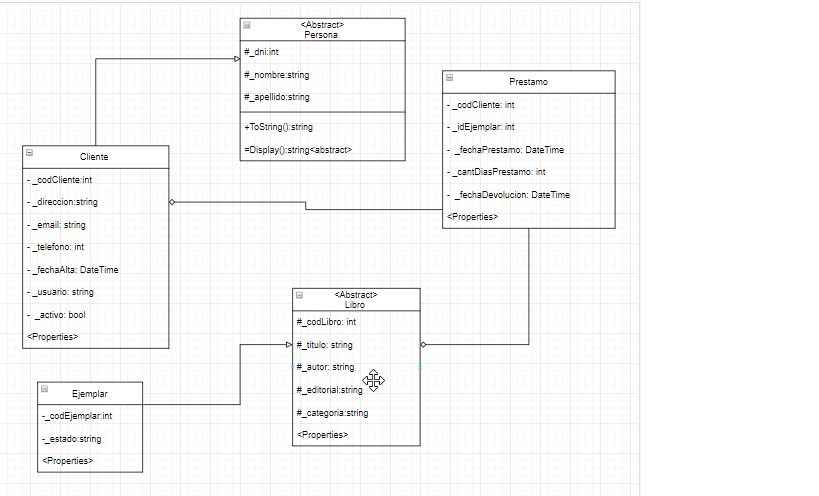 <Abstract>
Persona
#_dni:int
#_nombre:string
#_apellido:string
+ToString():string
=Display():string<abstract>
Prestamo
- _codCliente: int
- _idEjemplar: int
- _fechaPrestamo: DateTime
- _cantDiasPrestamo: int
- _fechaDevolucion: DateTime
<Properties>
Cliente
- _codCliente:int
- _direccion:string
- _email: string
- _telefono: int
- _fechaAlta: DateTime
- _usuario: string
- _activo: bool
<Properties>
<Abstract>
Libro
#_codLibro: int
#_titulo: string
#_autor: string
#_editorial:string
#_categoria:string
<Properties>
Ejemplar
-_codEjemplar:int
-_estado:string
<Properties>